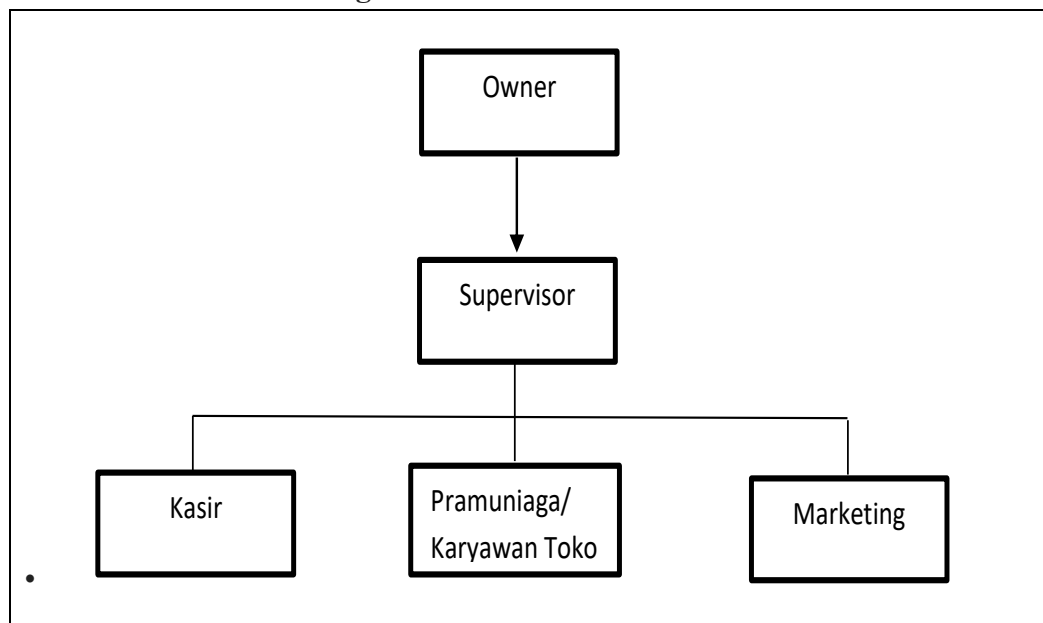 Owner
Supervisor
Kasir
Pramuniaga/
Karyawan Toko
Marketing